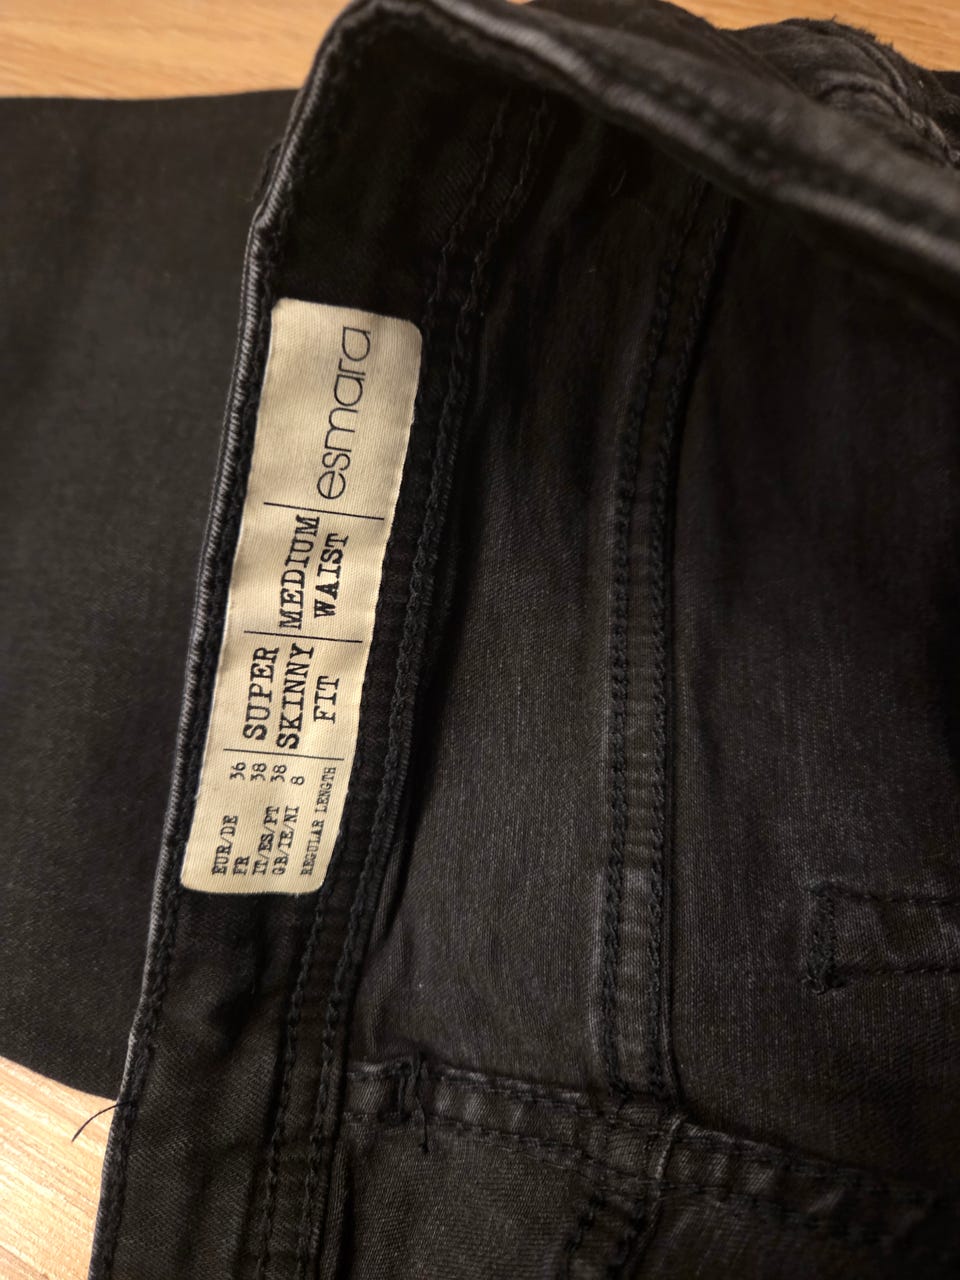 esmara
MEDIUM
WAIST
SUPER
SKINNY
FIT
EUR/DE 36
FR 38
IT/ES/PT 38
GB/IE/NI 8
REGULAR LENGTH